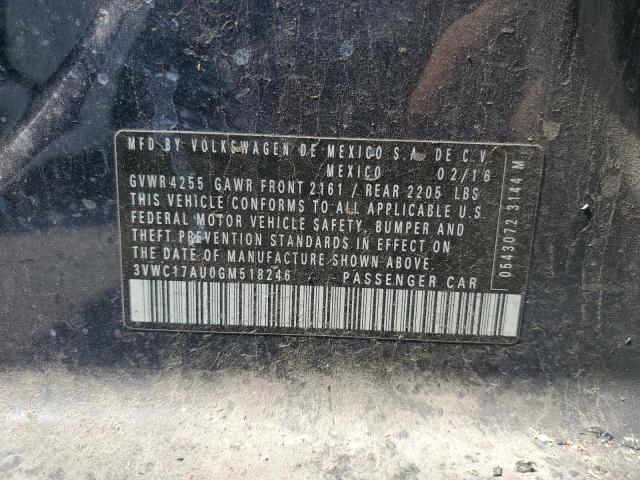 MFD BY VOLKSWAGEN DE MEXICO S.A. DE C.V.
MEXICO 02/16
GVWR 4255 GAWR FRONT 2161 / REAR 2205 LBS
THIS VEHICLE CONFORMS TO ALL APPLICABLE U.S.
FEDERAL MOTOR VEHICLE SAFETY, BUMPER AND
THEFT PREVENTION STANDARDS IN EFFECT ON
THE DATE OF MANUFACTURE SHOWN ABOVE.
3VWC17AU0GM518246 PASSENGER CAR
0543072 3144 M